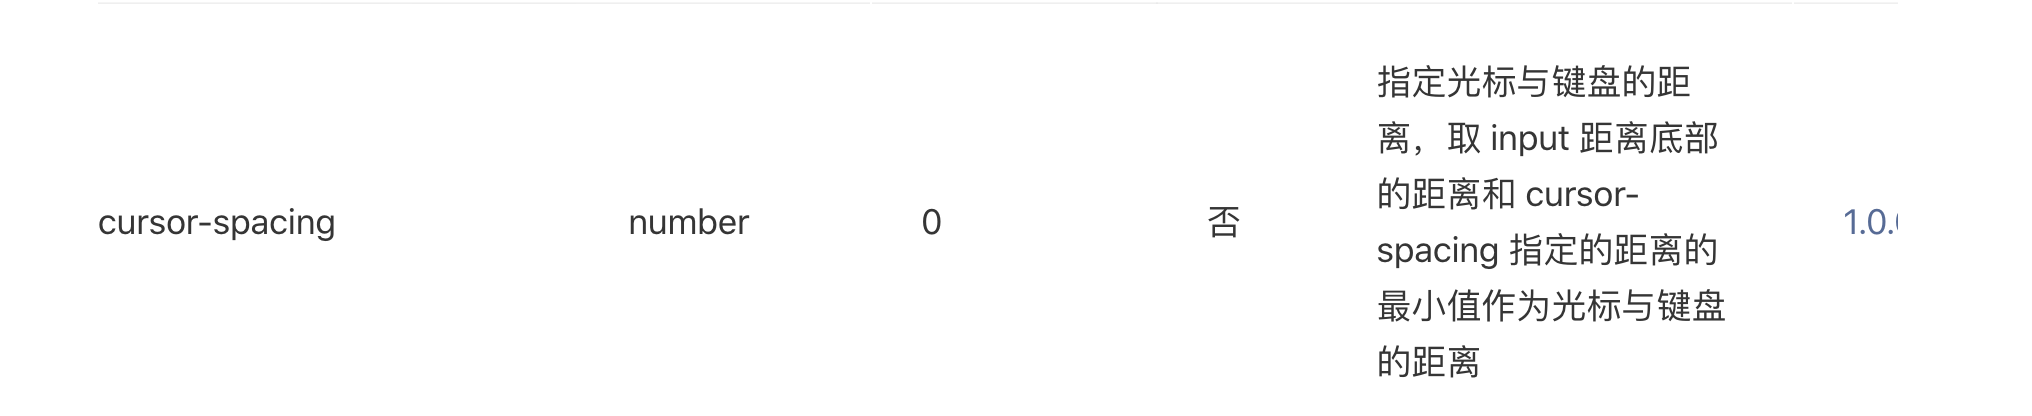 cursor-spacing
number
0
否
指定光标与键盘的距
离，取 input 距离底部
的距离和 cursor-
spacing 指定的距离的
最小值作为光标与键盘
的距离
1.0.